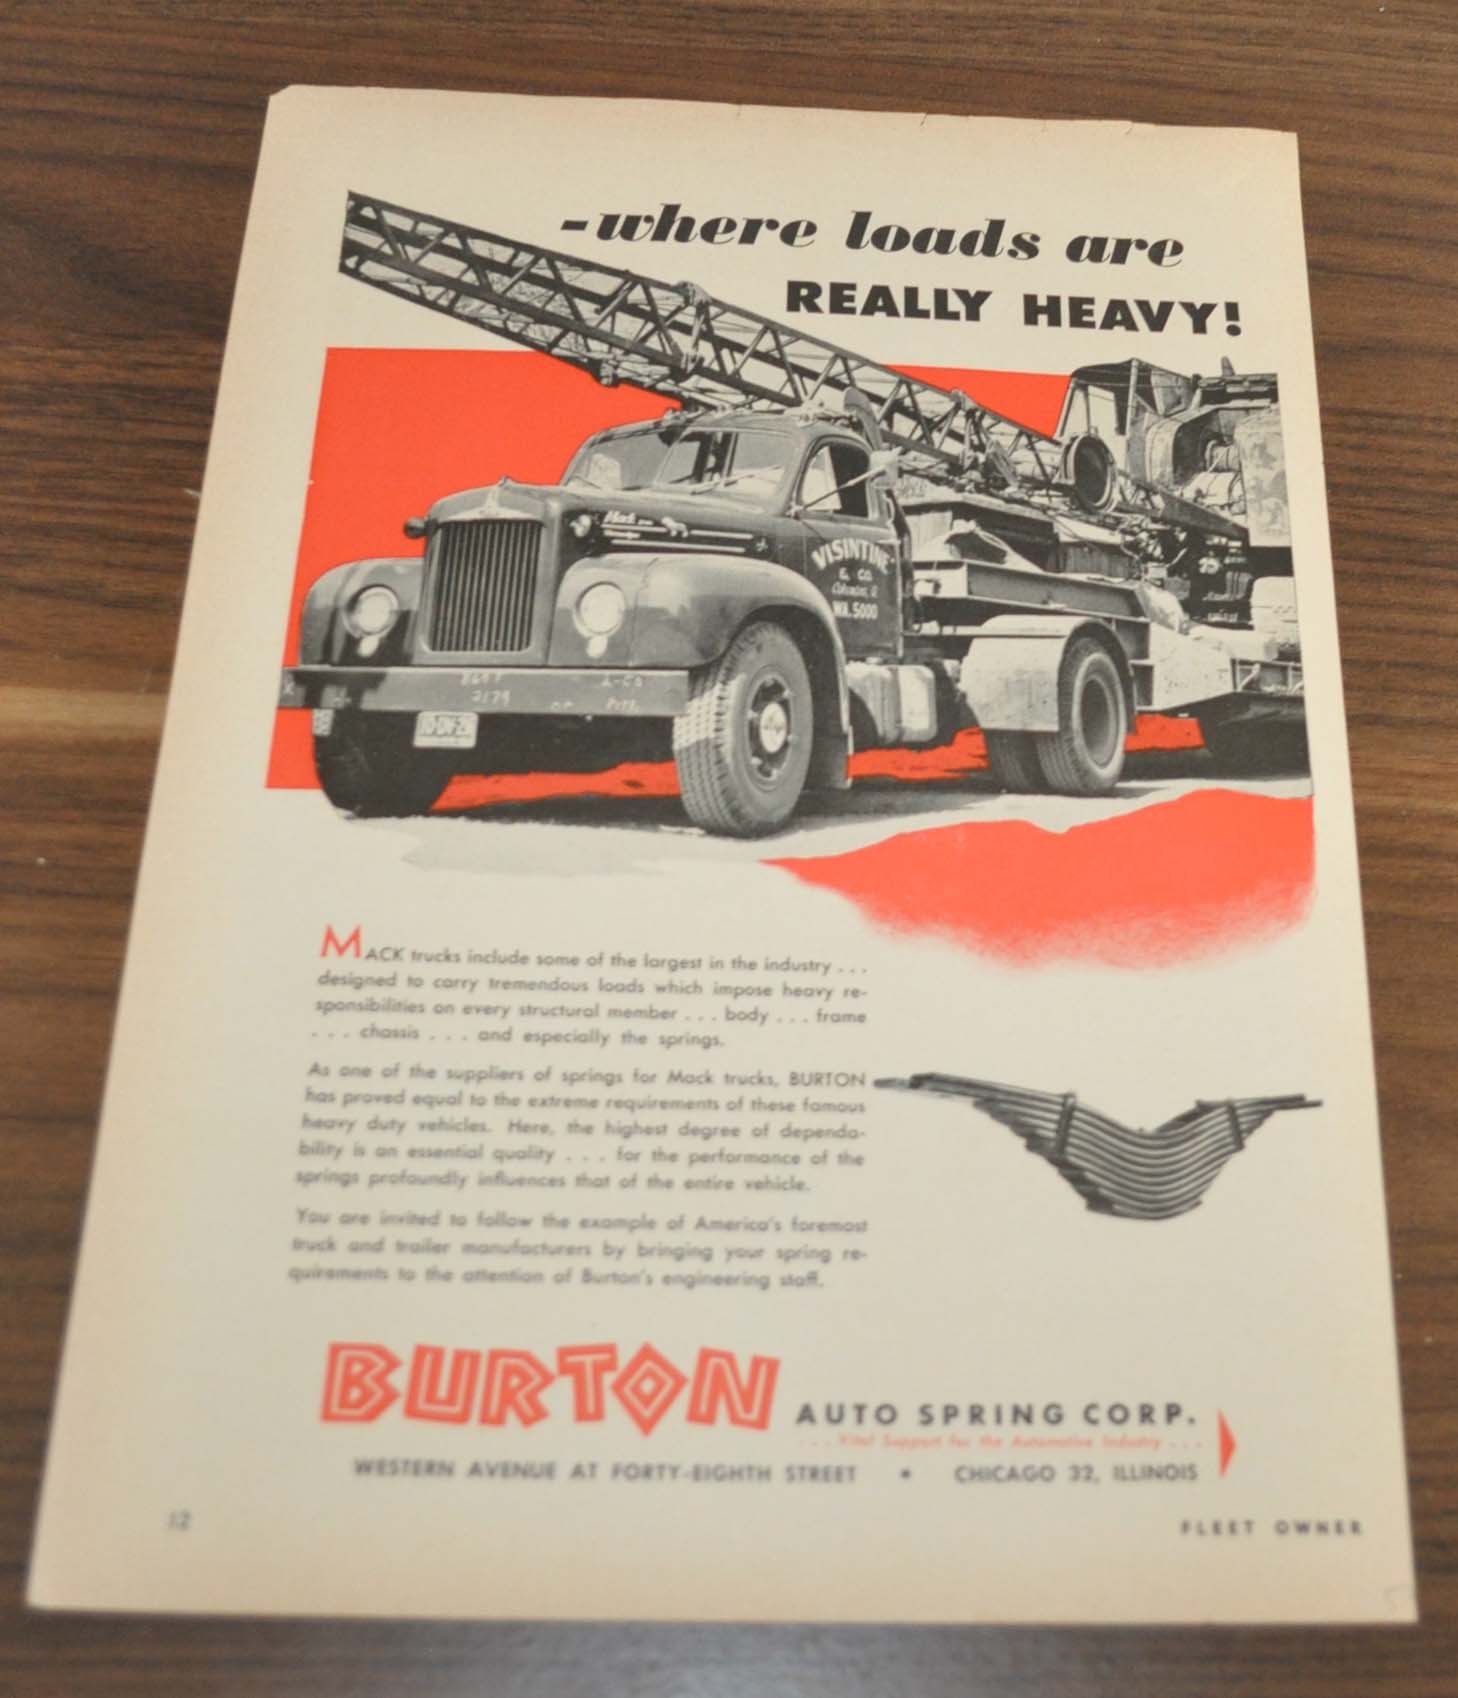 -where loads are
REALLY HEAVY!
Mack
VISINTINE
& CO.
Columbus, O.
WA. 5000
2179
MACK trucks include some of the largest in the industry . . .
designed to carry tremendous loads which impose heavy re-
sponsibilities on every structural member . . . body . . . frame
. . . chassis . . . and especially the springs.
As one of the suppliers of springs for Mack trucks, BURTON
has proved equal to the extreme requirements of these famous
heavy duty vehicles. Here, the highest degree of dependa-
bility is an essential quality . . . for the performance of the
springs profoundly influences that of the entire vehicle.
You are invited to follow the example of America's foremost
truck and trailer manufacturers by bringing your spring re-
quirements to the attention of Burton's engineering staff.
BURTON
AUTO SPRING CORP.
. . . Vital Support for the Automotive Industry . . .
WESTERN AVENUE AT FORTY-EIGHTH STREET • CHICAGO 32, ILLINOIS
12
FLEET OWNER